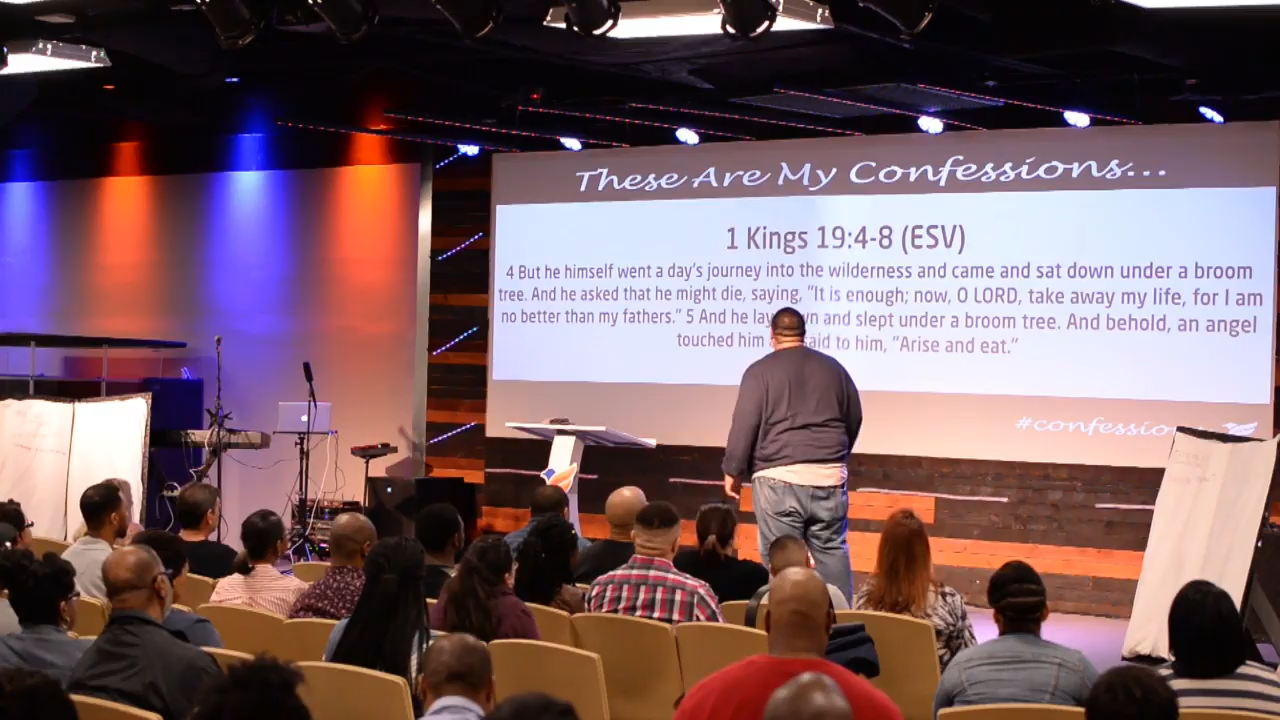 These Are My Confessions...
1 Kings 19:4-8 (ESV)
4 But he himself went a day's journey into the wilderness and came and sat down under a broom
tree. And he asked that he might die, saying, "It is enough; now, O LORD, take away my life, for I am
no better than my fathers." 5 And he lay and slept under a broom tree. And behold, an angel
touched him said to him, "Arise and eat."
#confessio